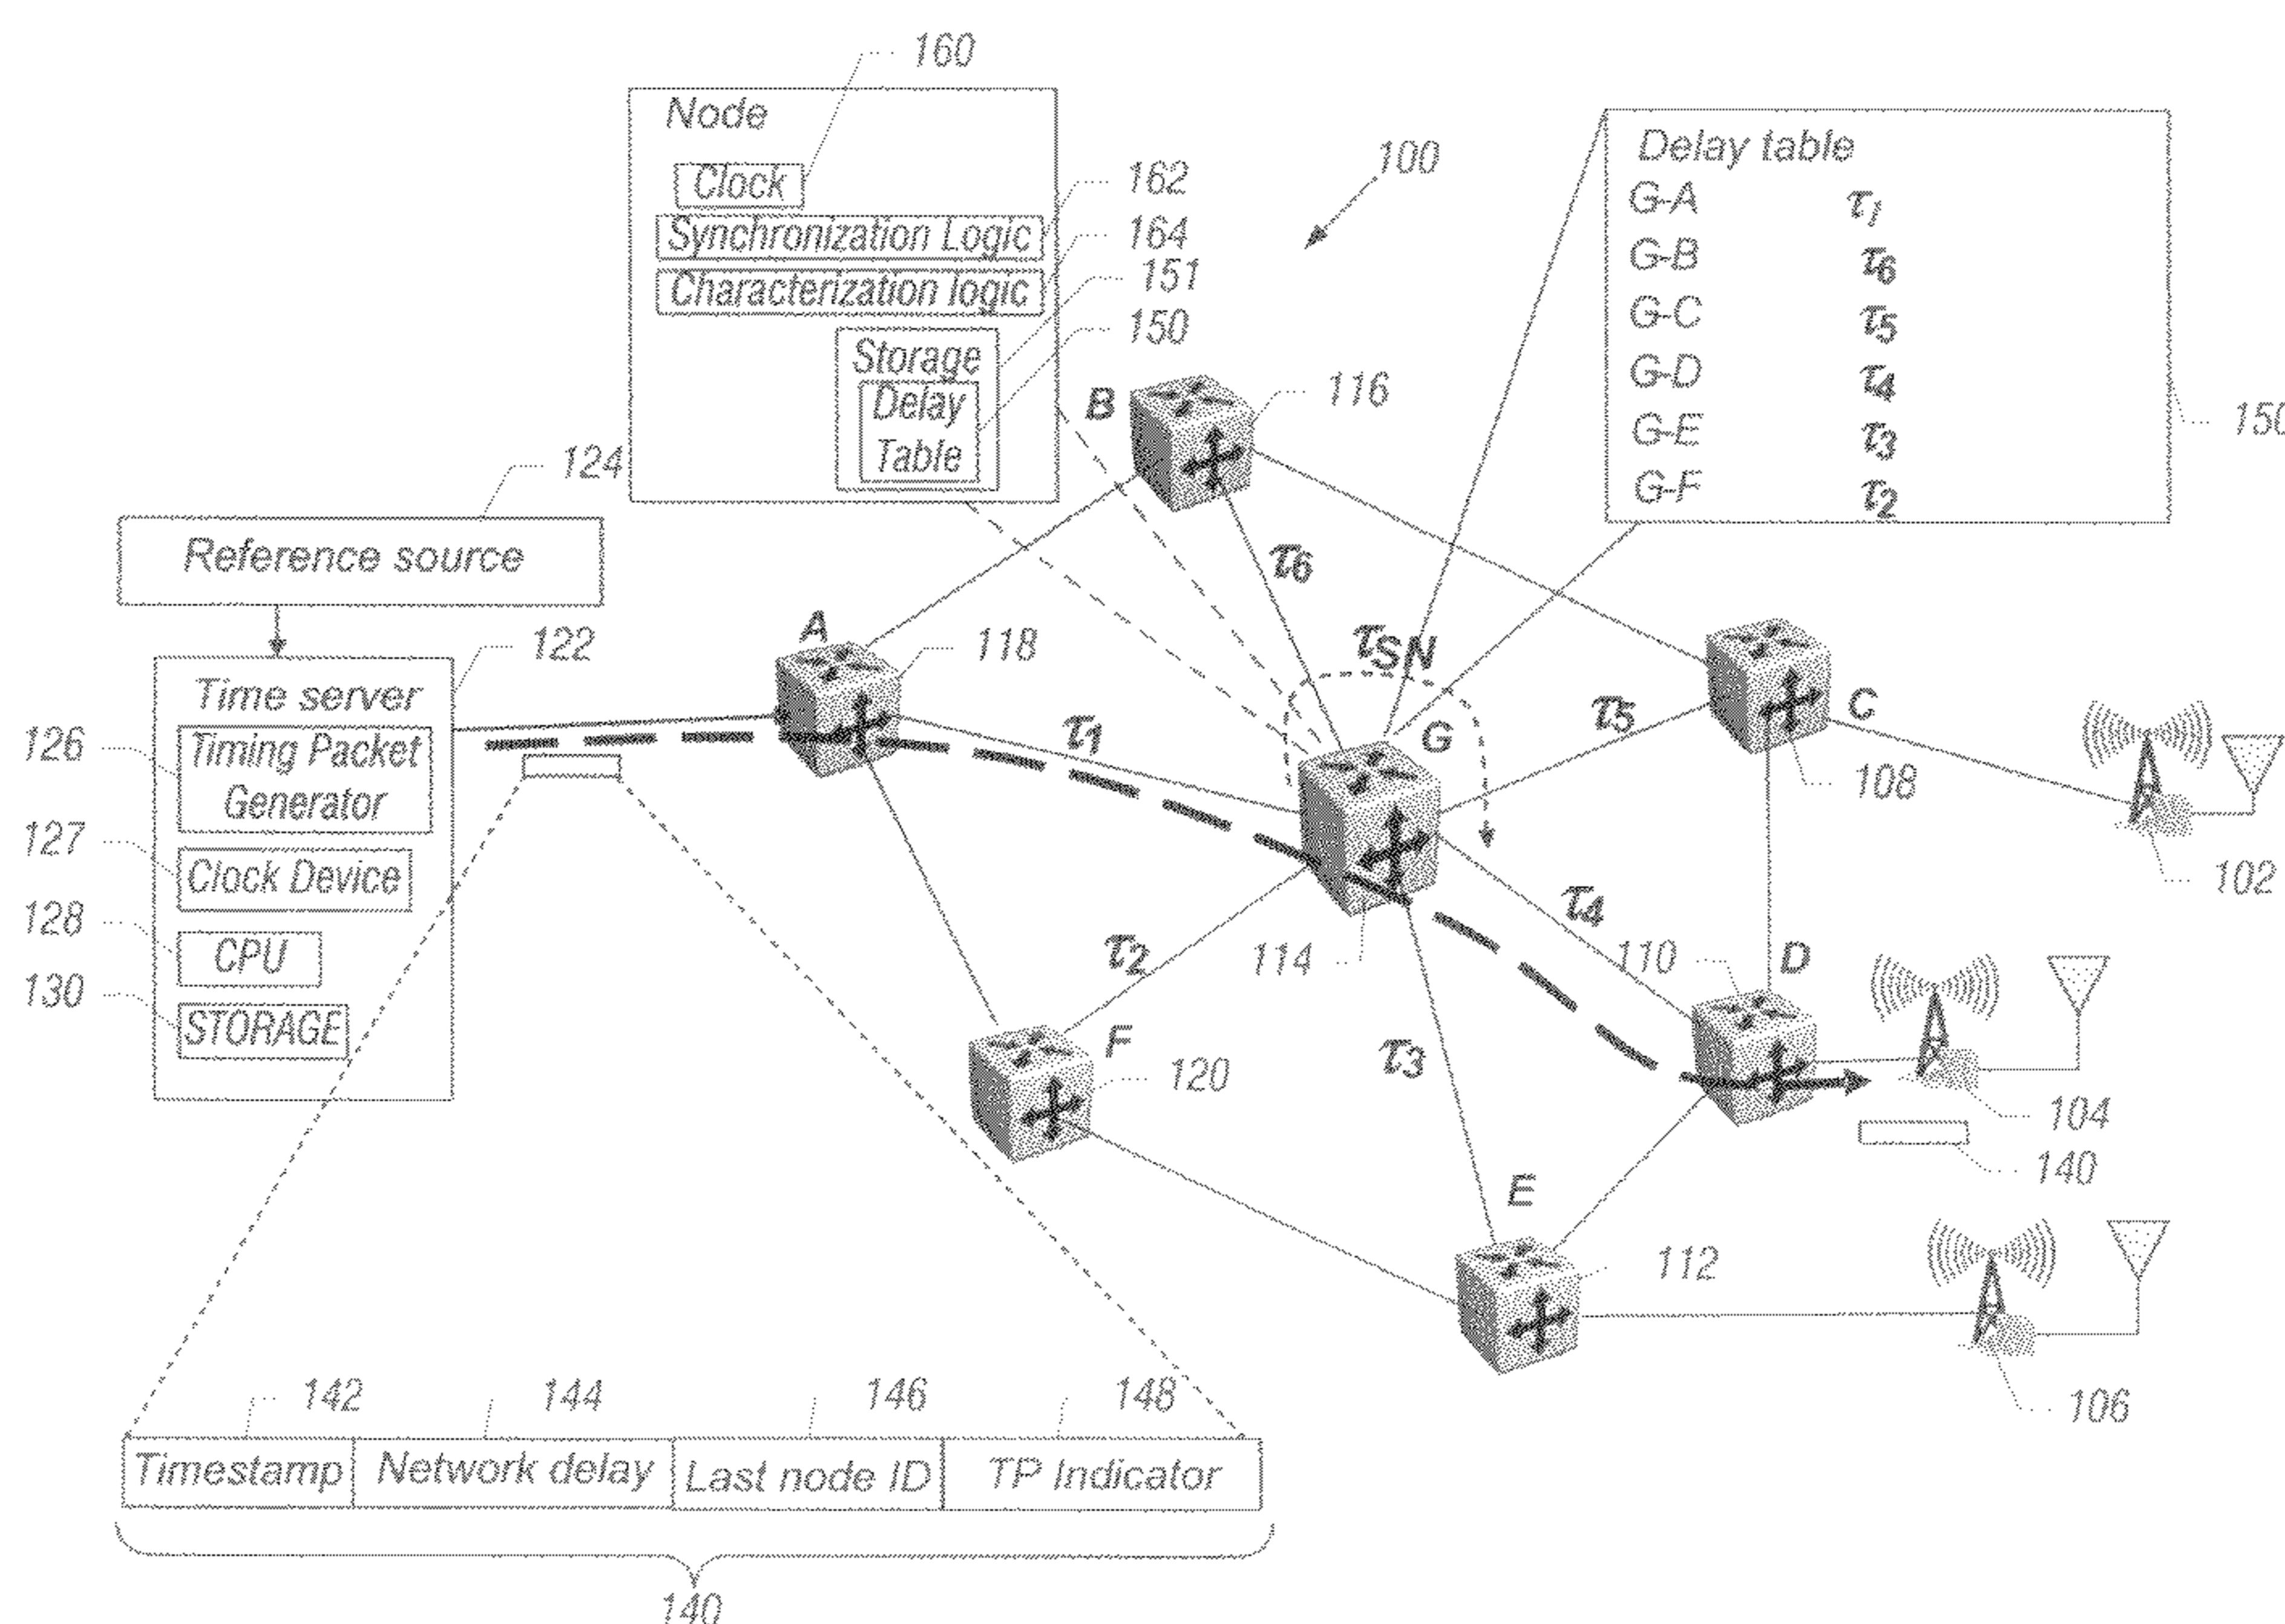 160
Node
Clock
Synchronization Logic
Characterization logic
Storage
Delay
Table
162
164
151
150
100
Delay table
G-A τ1
G-B τ6
G-C τ5
G-D τ4
G-E τ3
G-F τ2
150
124
Reference source
122
Time server
Timing Packet
Generator
Clock Device
CPU
STORAGE
126
127
128
130
B
116
A
118
τ6
τSN
τ1
G
τ5
C
108
102
114
τ4
τ2
110
D
104
140
F
120
τ3
E
112
106
142
144
146
148
Timestamp
Network delay
Last node ID
TP Indicator
140